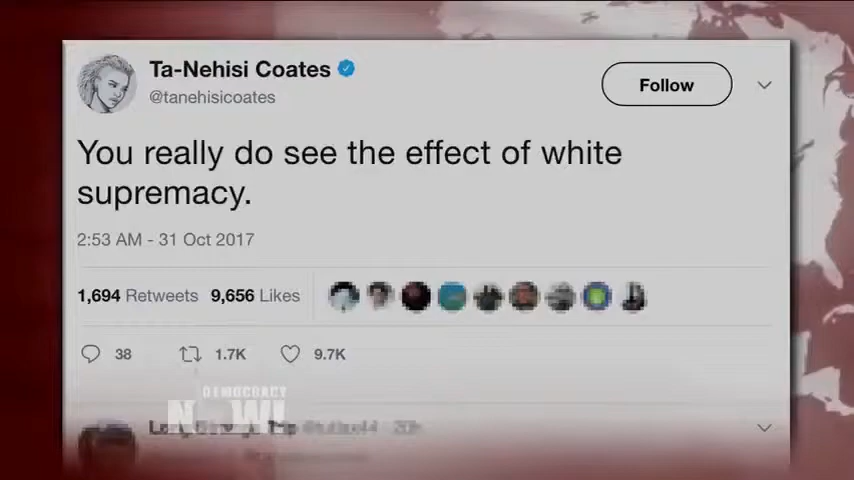 Ta-Nehisi Coates
@tanehisicoates
Follow
You really do see the effect of white
supremacy.
2:53 AM - 31 Oct 2017
1,694 Retweets 9,656 Likes
38 1.7K 9.7K
DEMOCRACY
NOW!